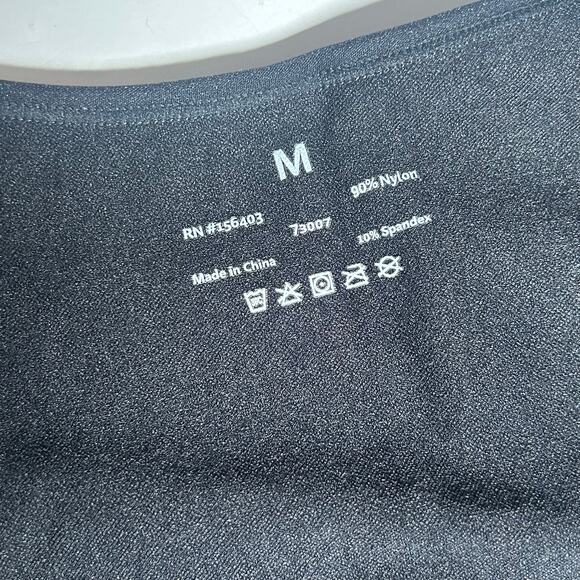 M
90% Nylon
RN #156403
73007
10% Spandex
Made in China